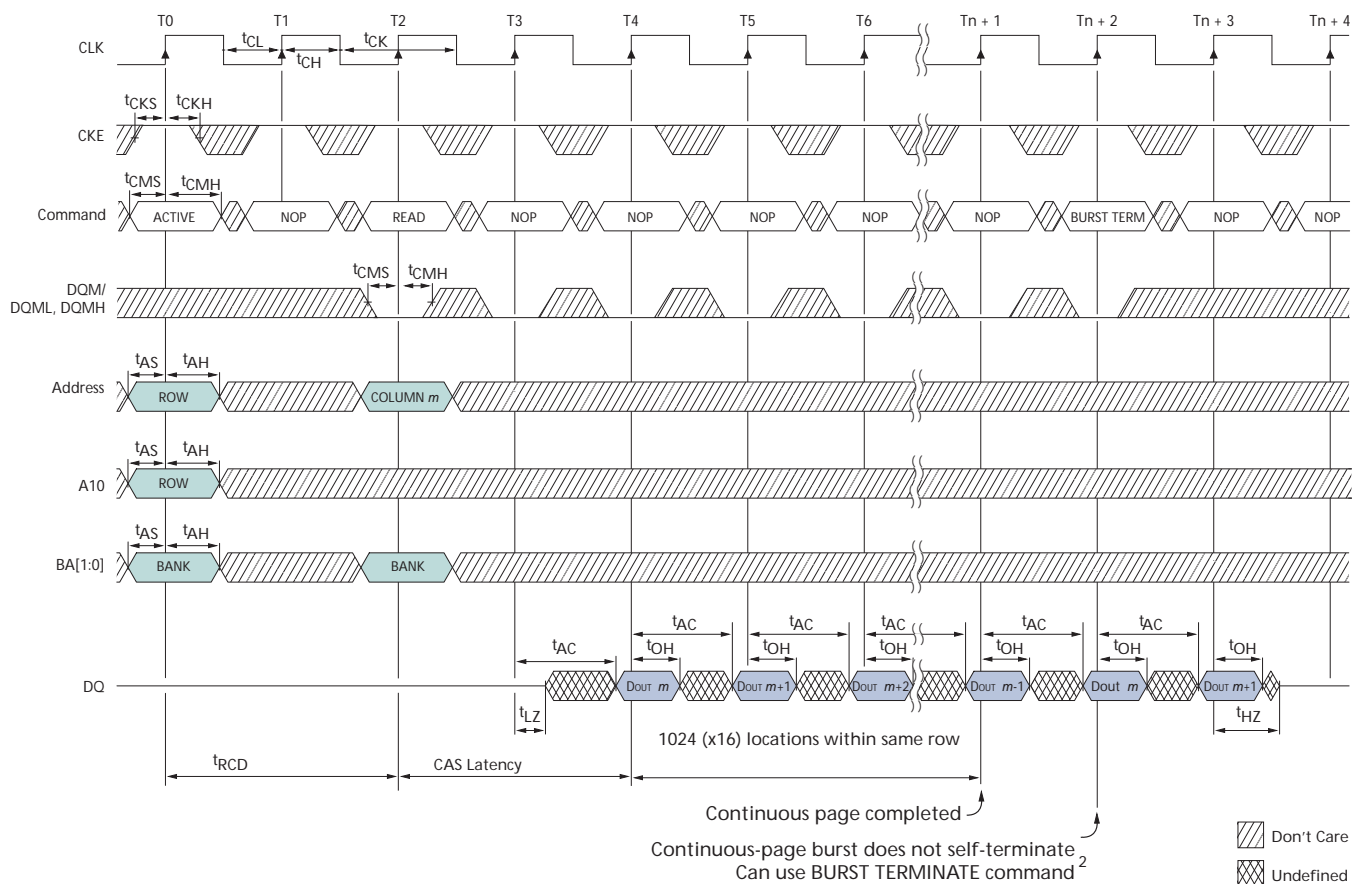 T0 T1 T2 T3 T4 T5 T6 Tn + 1 Tn + 2 Tn + 3 Tn + 4
CLK
tCL tCK
tCH
tCKS tCKH
CKE
tCMS tCMH
Command ACTIVE NOP READ NOP NOP NOP NOP NOP BURST TERM NOP NOP
tCMS tCMH
DQM/
DQML, DQMH
tAS tAH
Address ROW COLUMN m
tAS tAH
A10 ROW
tAS tAH
BA[1:0] BANK BANK
tAC tAC tAC tAC tAC tAC
tOH tOH tOH tOH tOH tOH
DQ DOUT m DOUT m+1 DOUT m+2 DOUT m-1 Dout m DOUT m+1
tLZ tHZ
1024 (x16) locations within same row
tRCD CAS Latency
Continuous page completed
Continuous-page burst does not self-terminate
Can use BURST TERMINATE command 2
Don't Care
Undefined